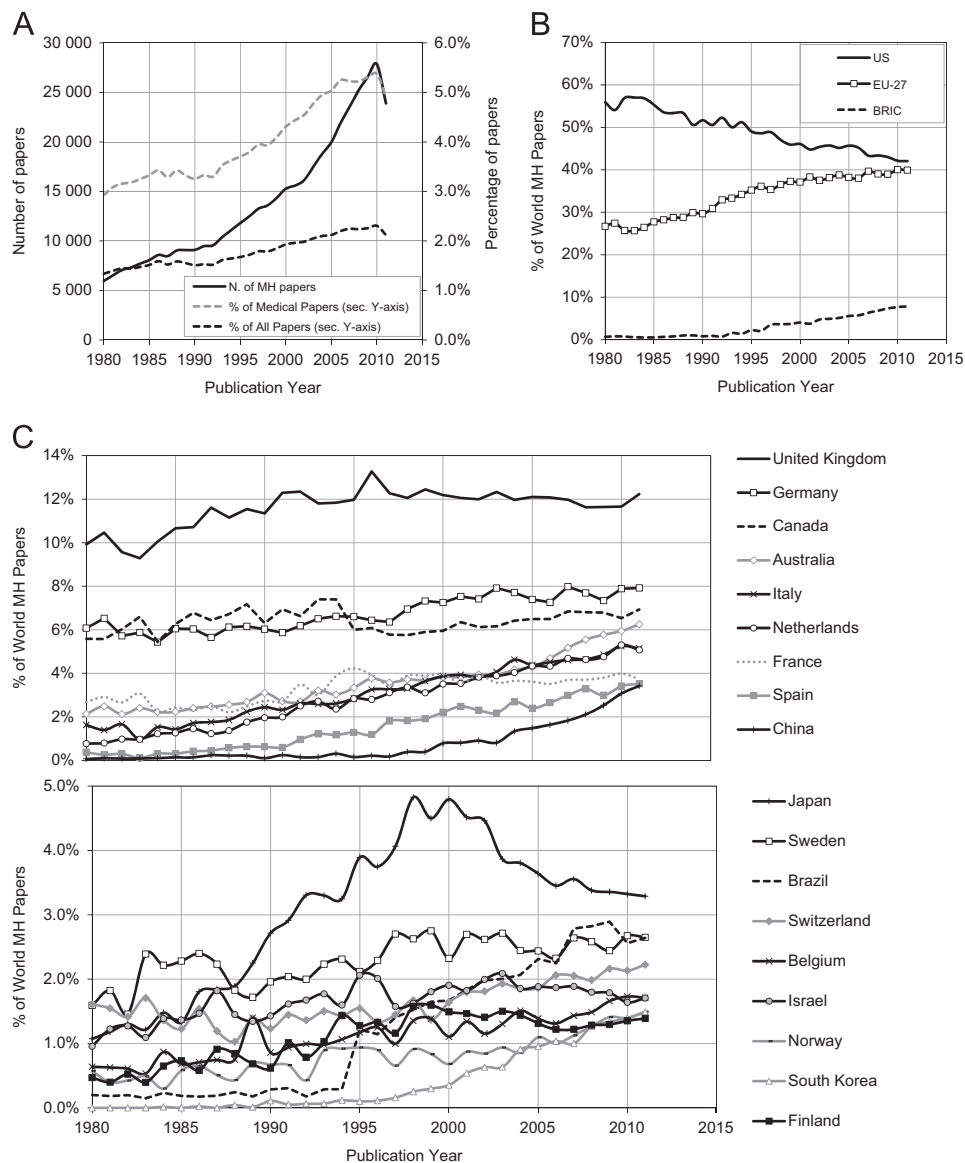 A
30 000
25 000
20 000
15 000
10 000
5 000
0
Number of papers
6.0%
5.0%
4.0%
3.0%
2.0%
1.0%
0.0%
Percentage of papers
N. of MH papers
% of Medical Papers (sec. Y-axis)
% of All Papers (sec. Y-axis)
1980 1985 1990 1995 2000 2005 2010 2015
Publication Year
B
70%
60%
50%
40%
30%
20%
10%
0%
% of World MH Papers
US
EU-27
BRIC
1980 1985 1990 1995 2000 2005 2010 2015
Publication Year
C
14%
12%
10%
8%
6%
4%
2%
0%
% of World MH Papers
United Kingdom
Germany
Canada
Australia
Italy
Netherlands
France
Spain
China
5.0%
4.0%
3.0%
2.0%
1.0%
0.0%
% of World MH Papers
1980 1985 1990 1995 2000 2005 2010 2015
Publication Year
Japan
Sweden
Brazil
Switzerland
Belgium
Israel
Norway
South Korea
Finland